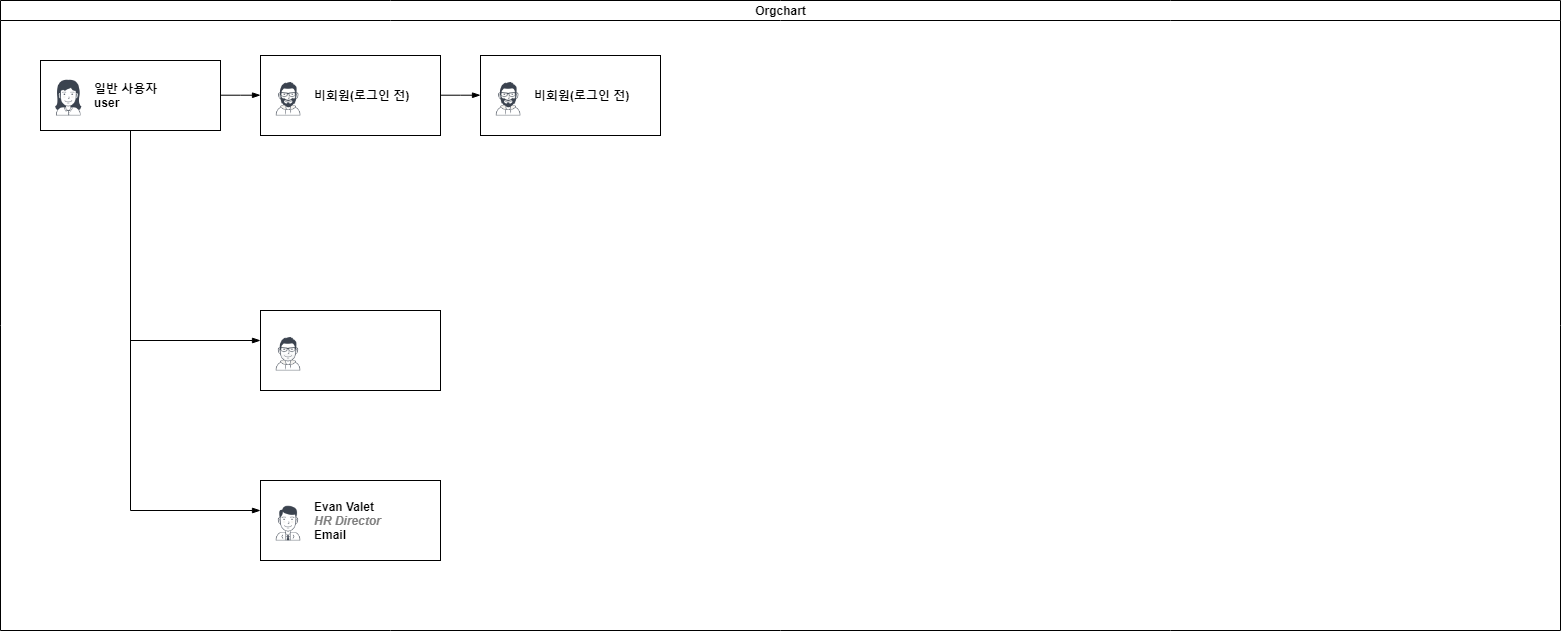 Orgchart
일반 사용자
user
비회원(로그인 전)
비회원(로그인 전)
Evan Valet
HR Director
Email